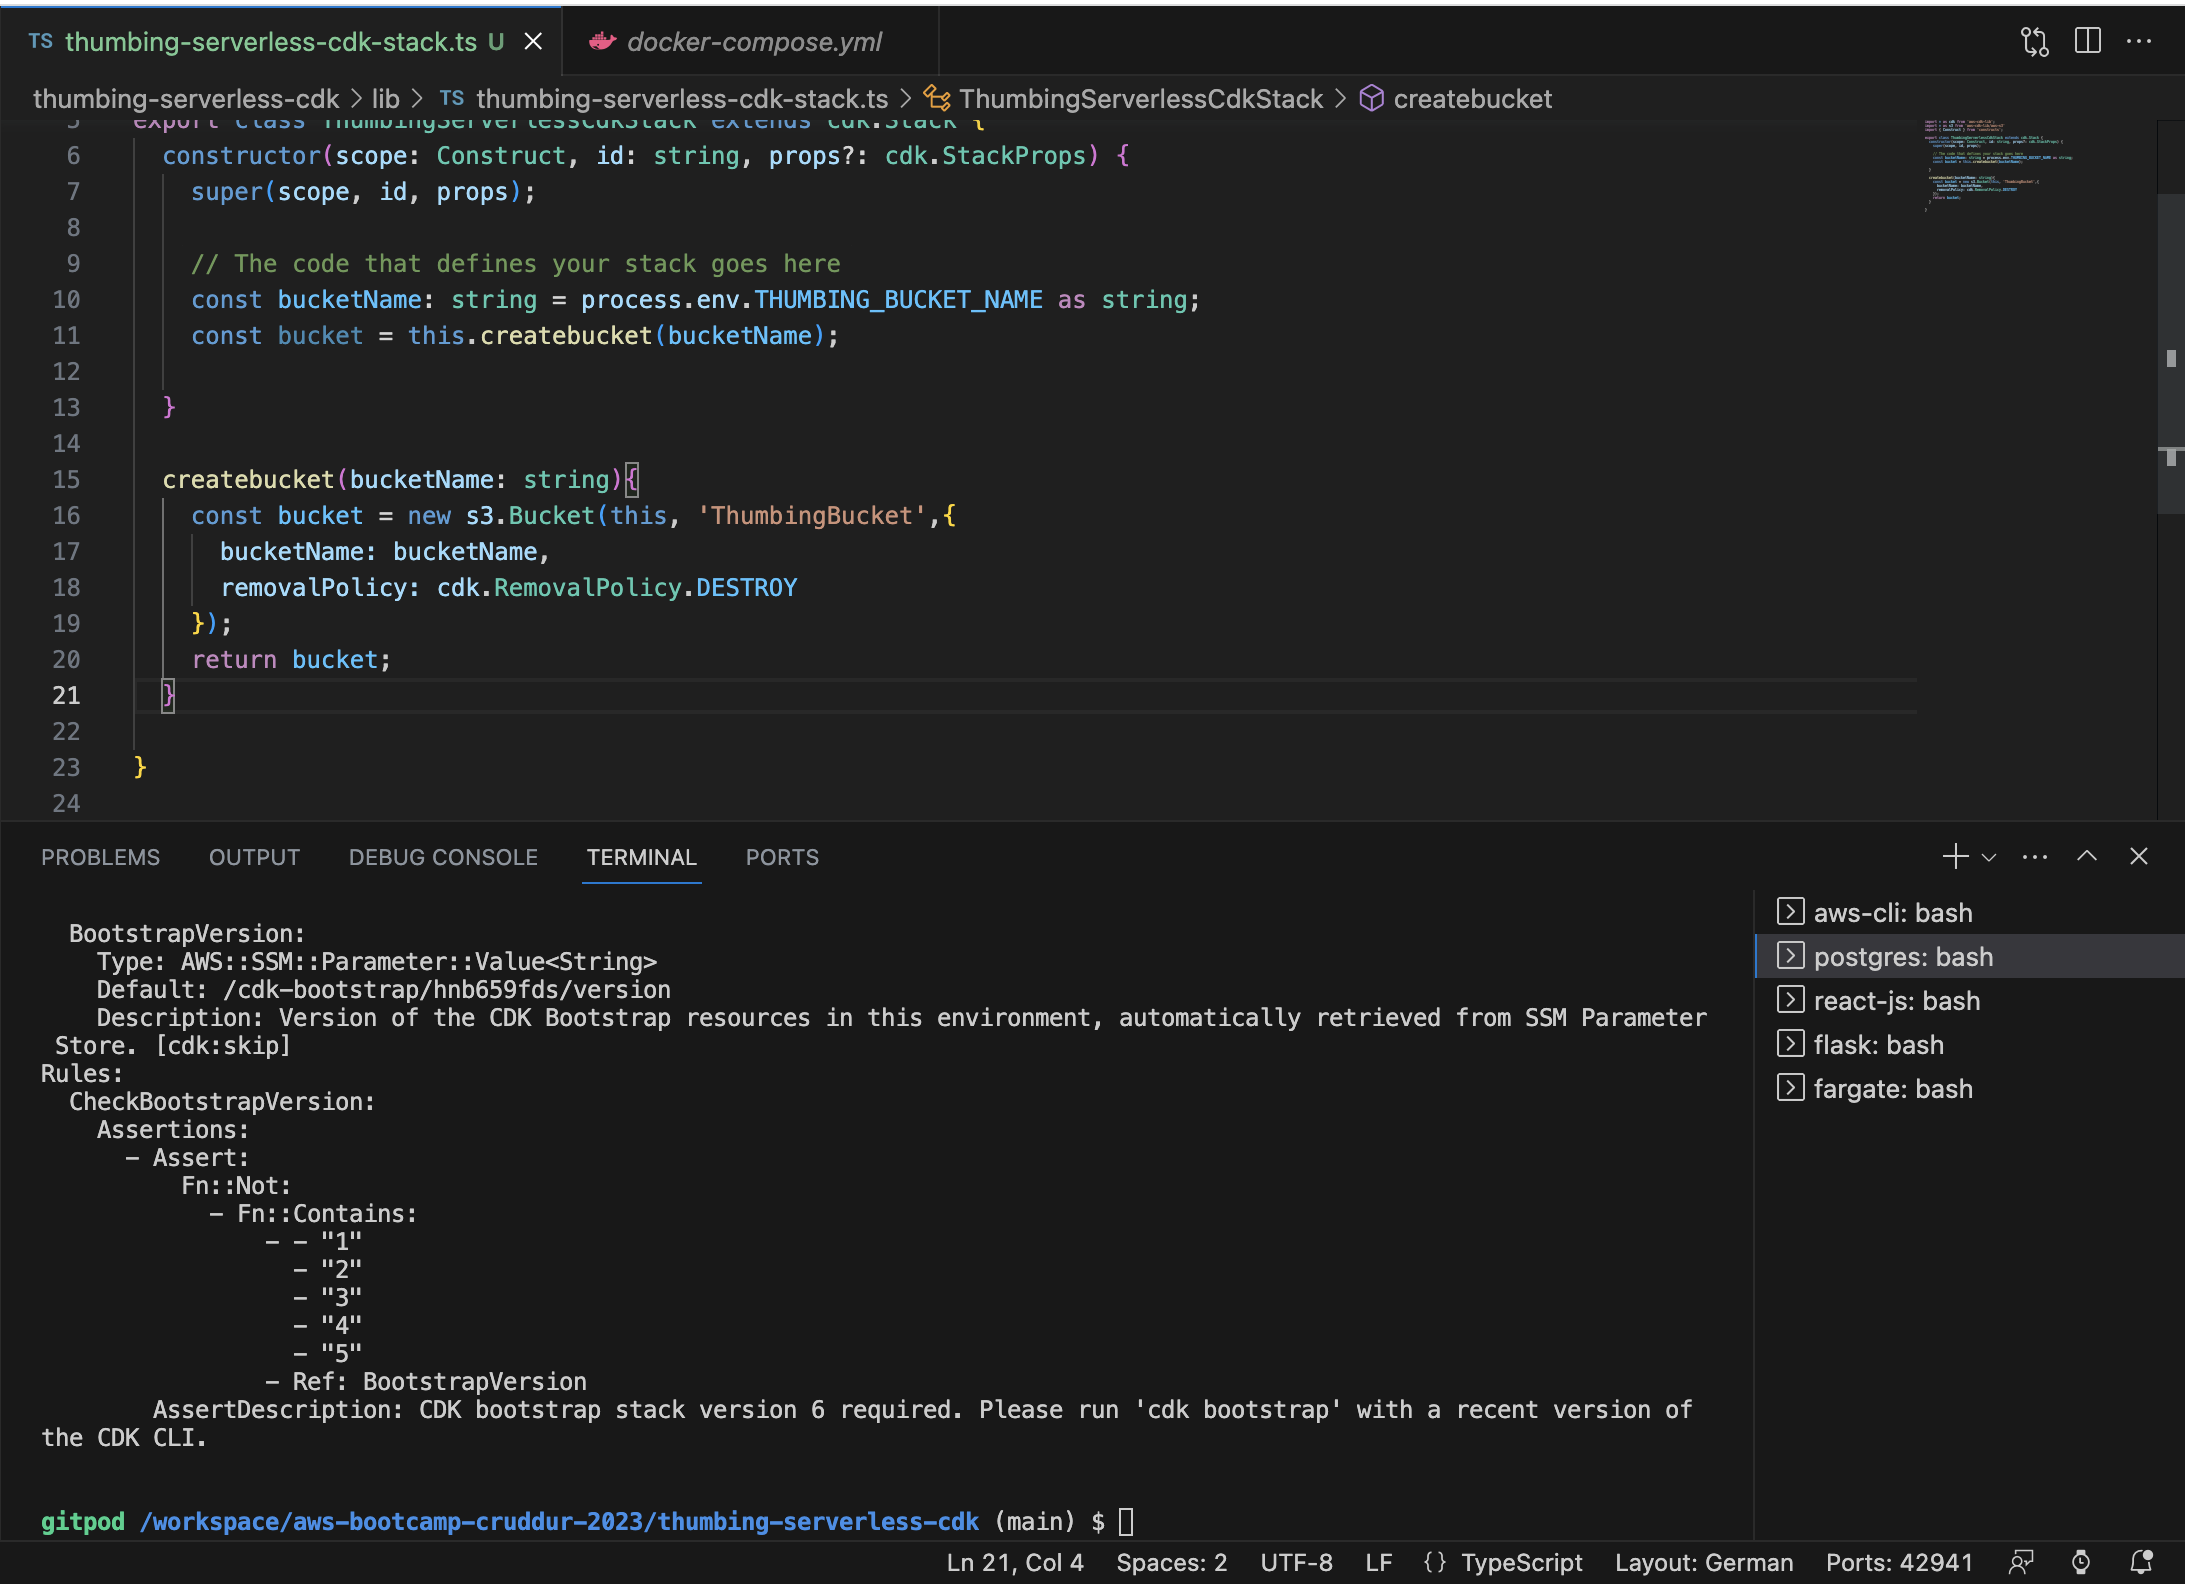 TS thumbing-serverless-cdk-stack.ts U docker-compose.yml
thumbing-serverless-cdk > lib > TS thumbing-serverless-cdk-stack.ts > ThumbingServerlessCdkStack > createbucket
5 export class ThumbingServerlessCdkStack extends cdk.Stack {
6 constructor(scope: Construct, id: string, props?: cdk.StackProps) {
7 super(scope, id, props);
8
9 // The code that defines your stack goes here
10 const bucketName: string = process.env.THUMBING_BUCKET_NAME as string;
11 const bucket = this.createbucket(bucketName);
12
13 }
14
15 createbucket(bucketName: string){
16 const bucket = new s3.Bucket(this, 'ThumbingBucket',{
17 bucketName: bucketName,
18 removalPolicy: cdk.RemovalPolicy.DESTROY
19 });
20 return bucket;
21 }
22
23 }
24
PROBLEMS OUTPUT DEBUG CONSOLE TERMINAL PORTS
BootstrapVersion:
Type: AWS::SSM::Parameter::Value<String>
Default: /cdk-bootstrap/hnb659fds/version
Description: Version of the CDK Bootstrap resources in this environment, automatically retrieved from SSM Parameter
Store. [cdk:skip]
Rules:
CheckBootstrapVersion:
Assertions:
- Assert:
Fn::Not:
- Fn::Contains:
- - "1"
- "2"
- "3"
- "4"
- "5"
- Ref: BootstrapVersion
AssertDescription: CDK bootstrap stack version 6 required. Please run 'cdk bootstrap' with a recent version of
the CDK CLI.
gitpod /workspace/aws-bootcamp-cruddur-2023/thumbing-serverless-cdk (main) $
aws-cli: bash
postgres: bash
react-js: bash
flask: bash
fargate: bash
Ln 21, Col 4 Spaces: 2 UTF-8 LF {} TypeScript Layout: German Ports: 42941